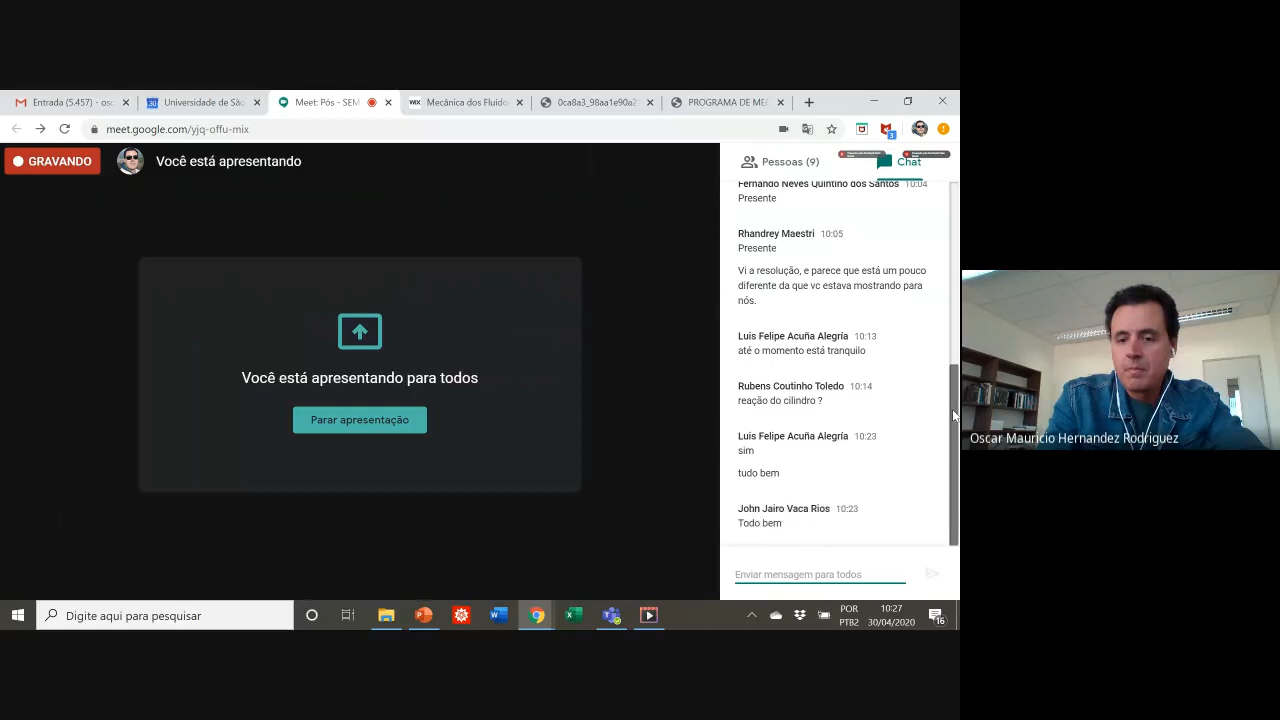 Entrada (5.457) - osc
Universidade de São
Meet: Pós - SEM
WIX
Mecânica dos Fluido
0ca8a3_98aa1e90a2
PROGRAMA DE MEC
meet.google.com/yjq-offu-mix
3
GRAVANDO
Você está apresentando
Pessoas (9)
Chat
Fernando Neves Quintino dos Santos 10:04
Presente
Rhandrey Maestri 10:05
Presente
Vi a resolução, e parece que está um pouco
diferente da que vc estava mostrando para
nós.
Luis Felipe Acuña Alegría 10:13
até o momento está tranquilo
Rubens Coutinho Toledo 10:14
reação do cilindro ?
Luis Felipe Acuña Alegría 10:23
sim
tudo bem
John Jairo Vaca Rios 10:23
Todo bem
Enviar mensagem para todos
Você está apresentando para todos
Parar apresentação
Oscar Mauricio Hernandez Rodriguez
Digite aqui para pesquisar
POR
PTB2
10:27
30/04/2020
16